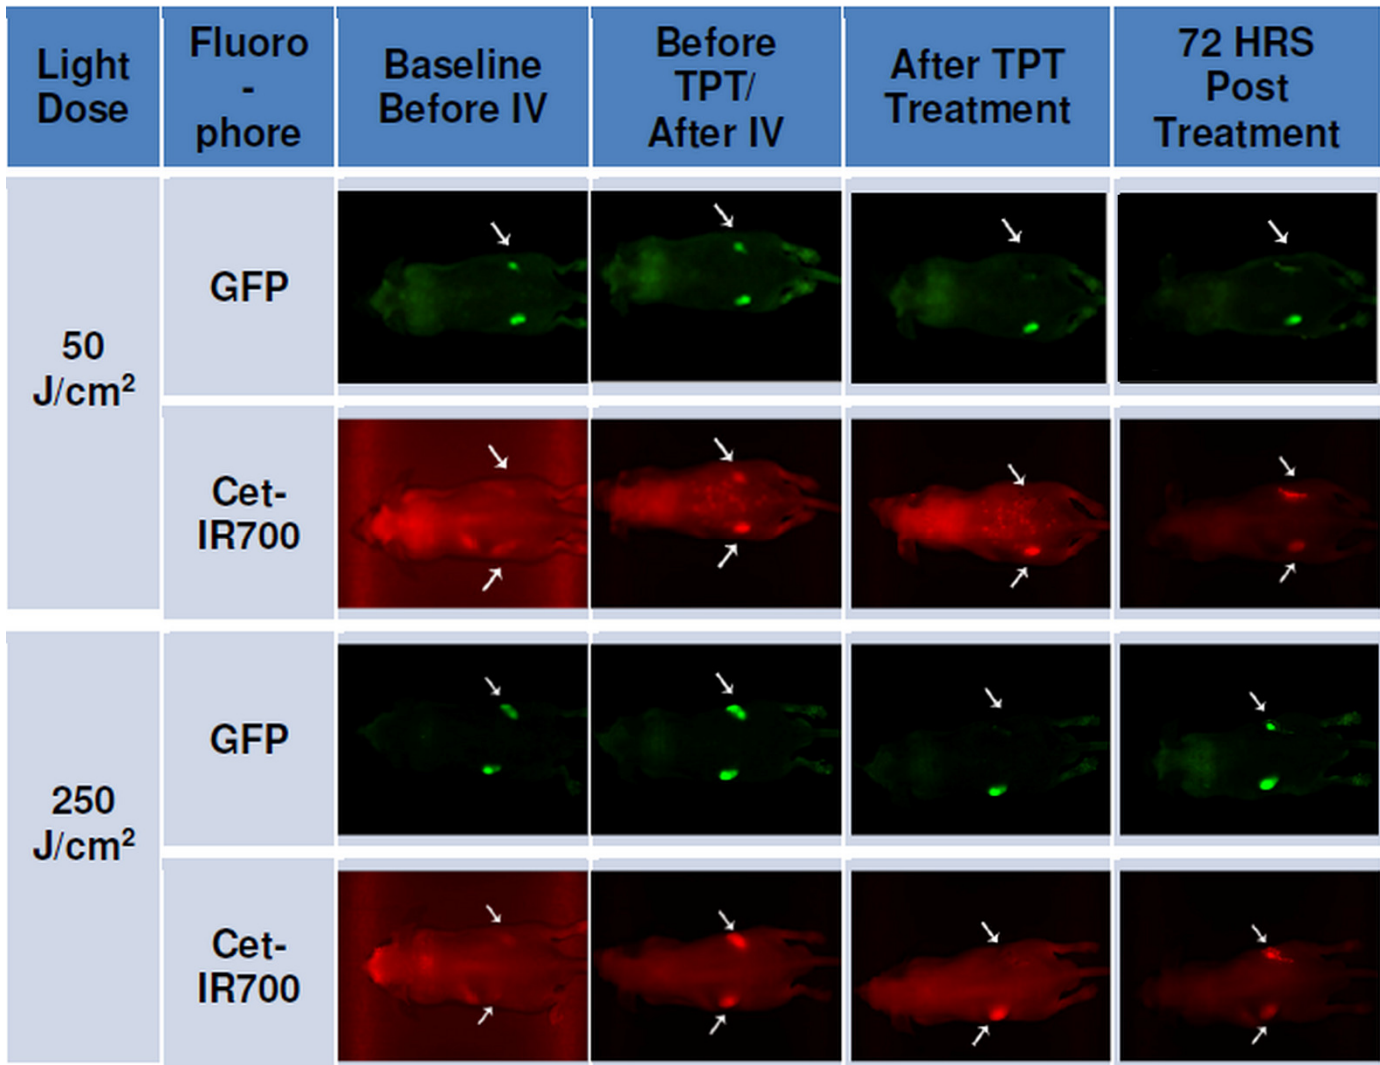 Light
Dose
Fluoro
-
phore
Baseline
Before IV
Before
TPT/
After IV
After TPT
Treatment
72 HRS
Post
Treatment
50
J/cm²
GFP
Cet-
IR700
250
J/cm²
GFP
Cet-
IR700